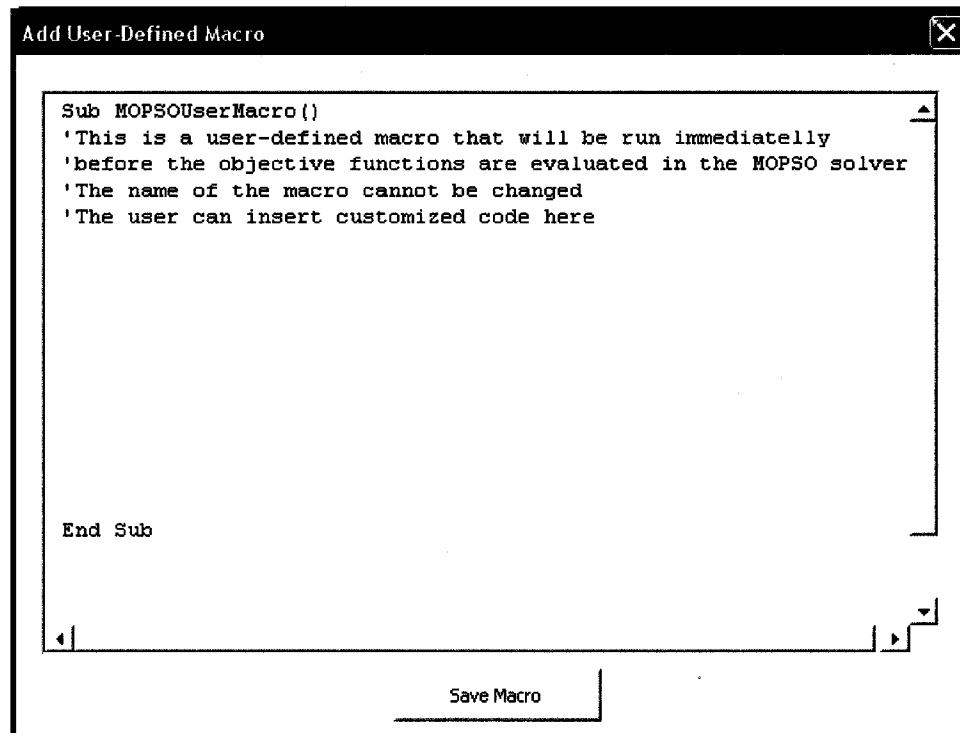 Add User-Defined Macro
Sub MOPSOUserMacro()
'This is a user-defined macro that will be run immediatelly
'before the objective functions are evaluated in the MOPSO solver
'The name of the macro cannot be changed
'The user can insert customized code here
End Sub
Save Macro